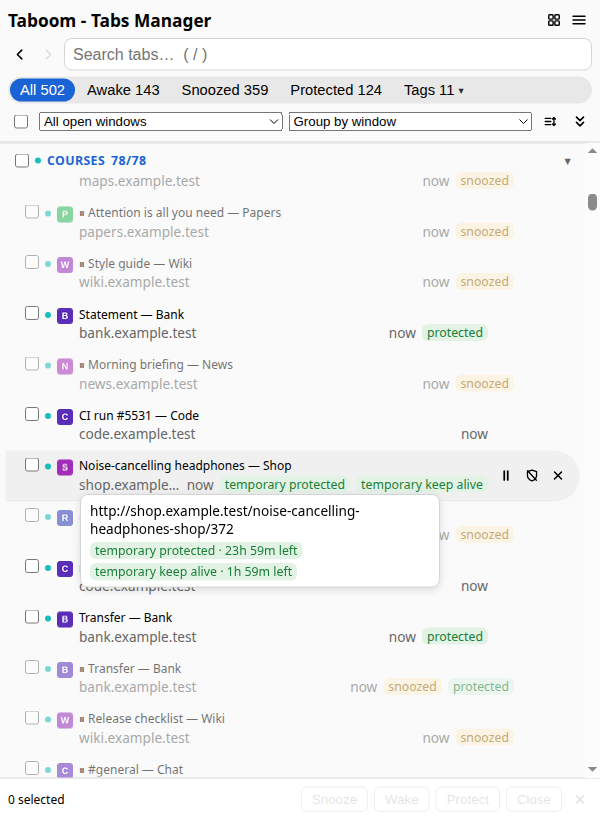 Taboom - Tabs Manager
Search tabs… ( / )
All 502 Awake 143 Snoozed 359 Protected 124 Tags 11 ▾
All open windows Group by window
COURSES 78/78 ▼
maps.example.test now snoozed
P Attention is all you need — Papers
papers.example.test now snoozed
W Style guide — Wiki
wiki.example.test now snoozed
B Statement — Bank
bank.example.test now protected
N Morning briefing — News
news.example.test now snoozed
C CI run #5531 — Code
code.example.test now
S Noise-cancelling headphones — Shop
shop.example… now temporary protected temporary keep alive
http://shop.example.test/noise-cancelling-
headphones-shop/372
temporary protected · 23h 59m left
temporary keep alive · 1h 59m left
R
snoozed
C
code.example.test now
B Transfer — Bank
bank.example.test now protected
B Transfer — Bank
bank.example.test now snoozed protected
W Release checklist — Wiki
wiki.example.test now snoozed
C #general — Chat
0 selected Snooze Wake Protect Close